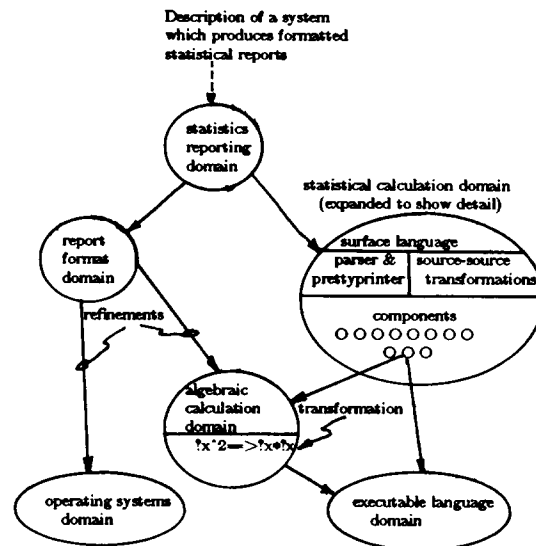 Description of a system
which produces formatted
statistical reports
statistics
reporting
domain
statistical calculation domain
(expanded to show detail)
surface language
parser &
prettyprinter
source-source
transformations
components
report
format
domain
refinements
algebraic
calculation
domain
transformation
!x^2=>!x*!x
operating systems
domain
executable language
domain